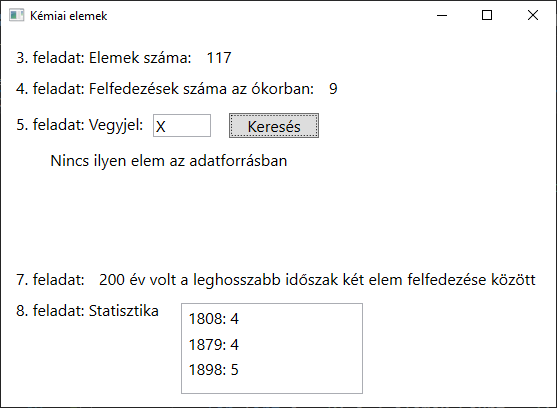 Kémiai elemek
3. feladat: Elemek száma: 117
4. feladat: Felfedezések száma az ókorban: 9
5. feladat: Vegyjel: X Keresés
Nincs ilyen elem az adatforrásban
7. feladat: 200 év volt a leghosszabb időszak két elem felfedezése között
8. feladat: Statisztika
1808: 4
1879: 4
1898: 5